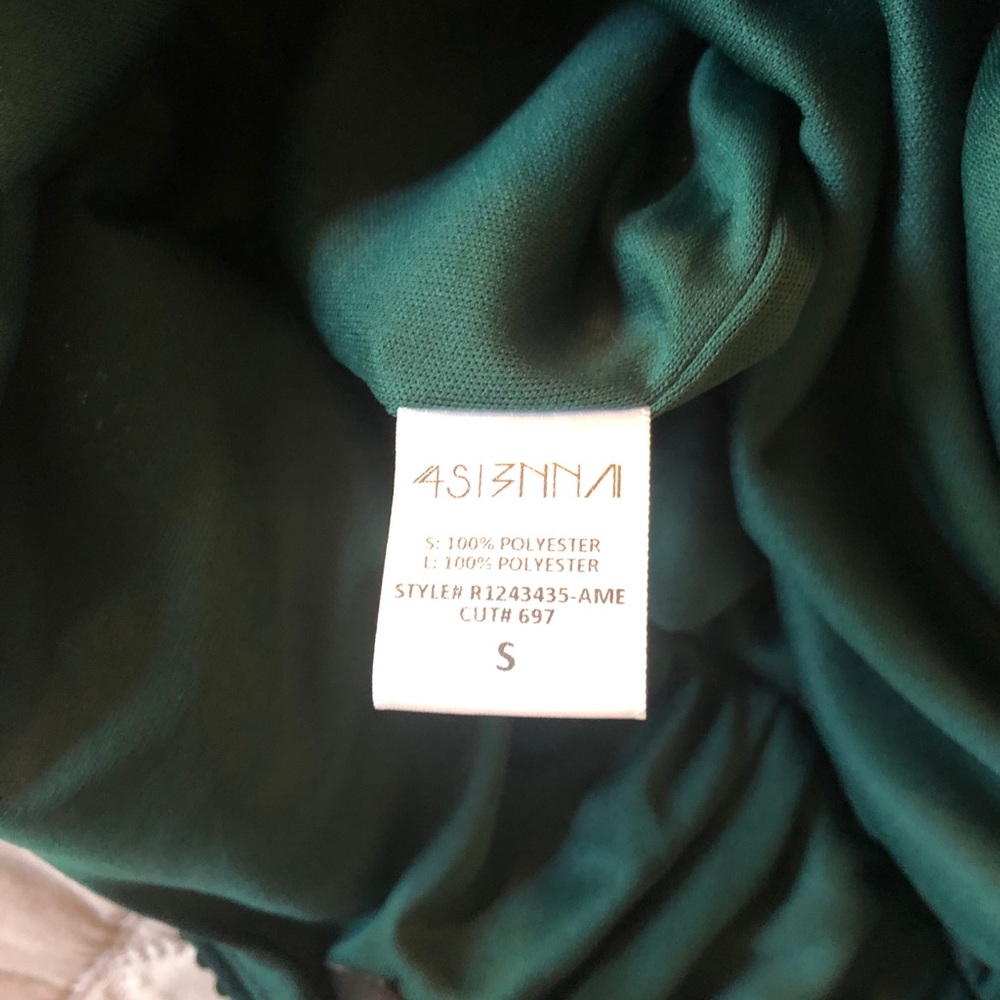 4SI3NNA
S: 100% POLYESTER
L: 100% POLYESTER
STYLE# R1243435-AME
CUT# 697
S